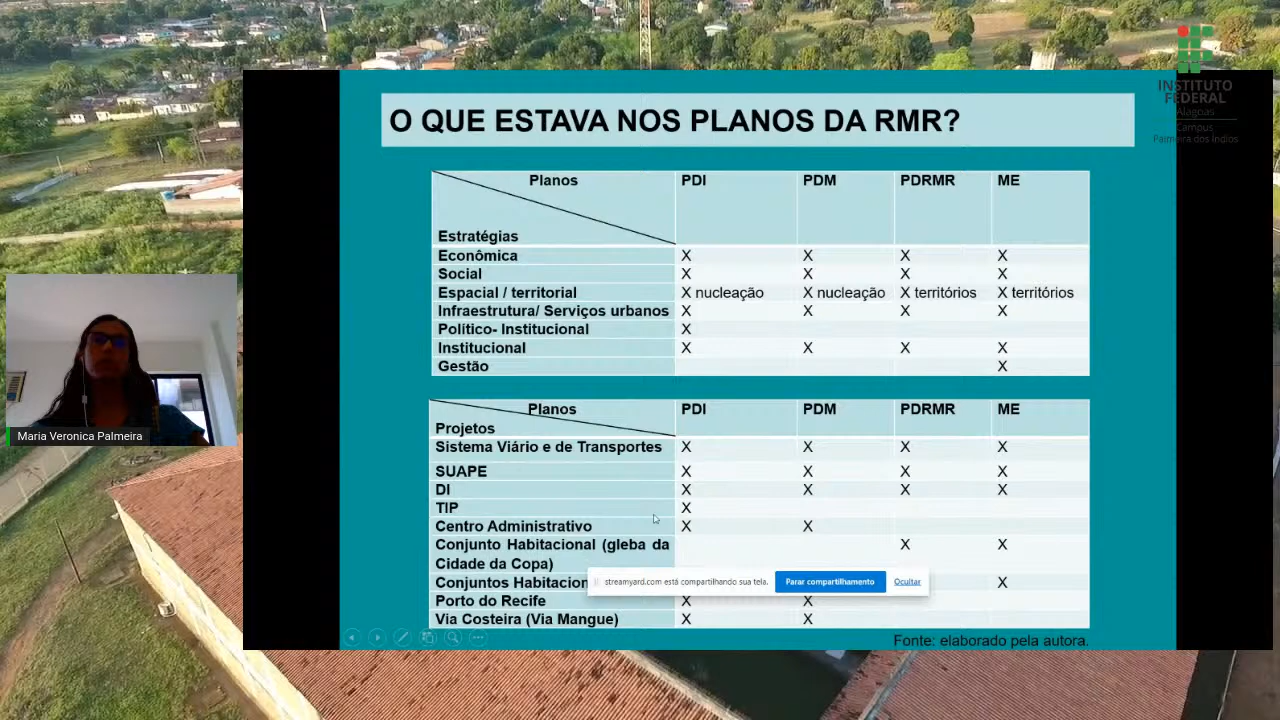 INSTITUTO
FEDERAL
Alagoas
Campus
Palmeira dos Índios
O QUE ESTAVA NOS PLANOS DA RMR?
Planos PDI PDM PDRMR ME
Estratégias
Econômica X X X X
Social X X X X
Espacial / territorial X nucleação X nucleação X territórios X territórios
Infraestrutura/ Serviços urbanos X X X X
Político- Institucional X
Institucional X X X X
Gestão X
Planos PDI PDM PDRMR ME
Projetos
Sistema Viário e de Transportes X X X X
SUAPE X X X X
DI X X X X
TIP X
Centro Administrativo X X
Conjunto Habitacional (gleba da X X
Cidade da Copa)
Conjuntos Habitacion X
streamyard.com está compartilhando sua tela. Parar compartilhamento Ocultar
Porto do Recife X X
Via Costeira (Via Mangue) X X
Fonte: elaborado pela autora.
Maria Veronica Palmeira